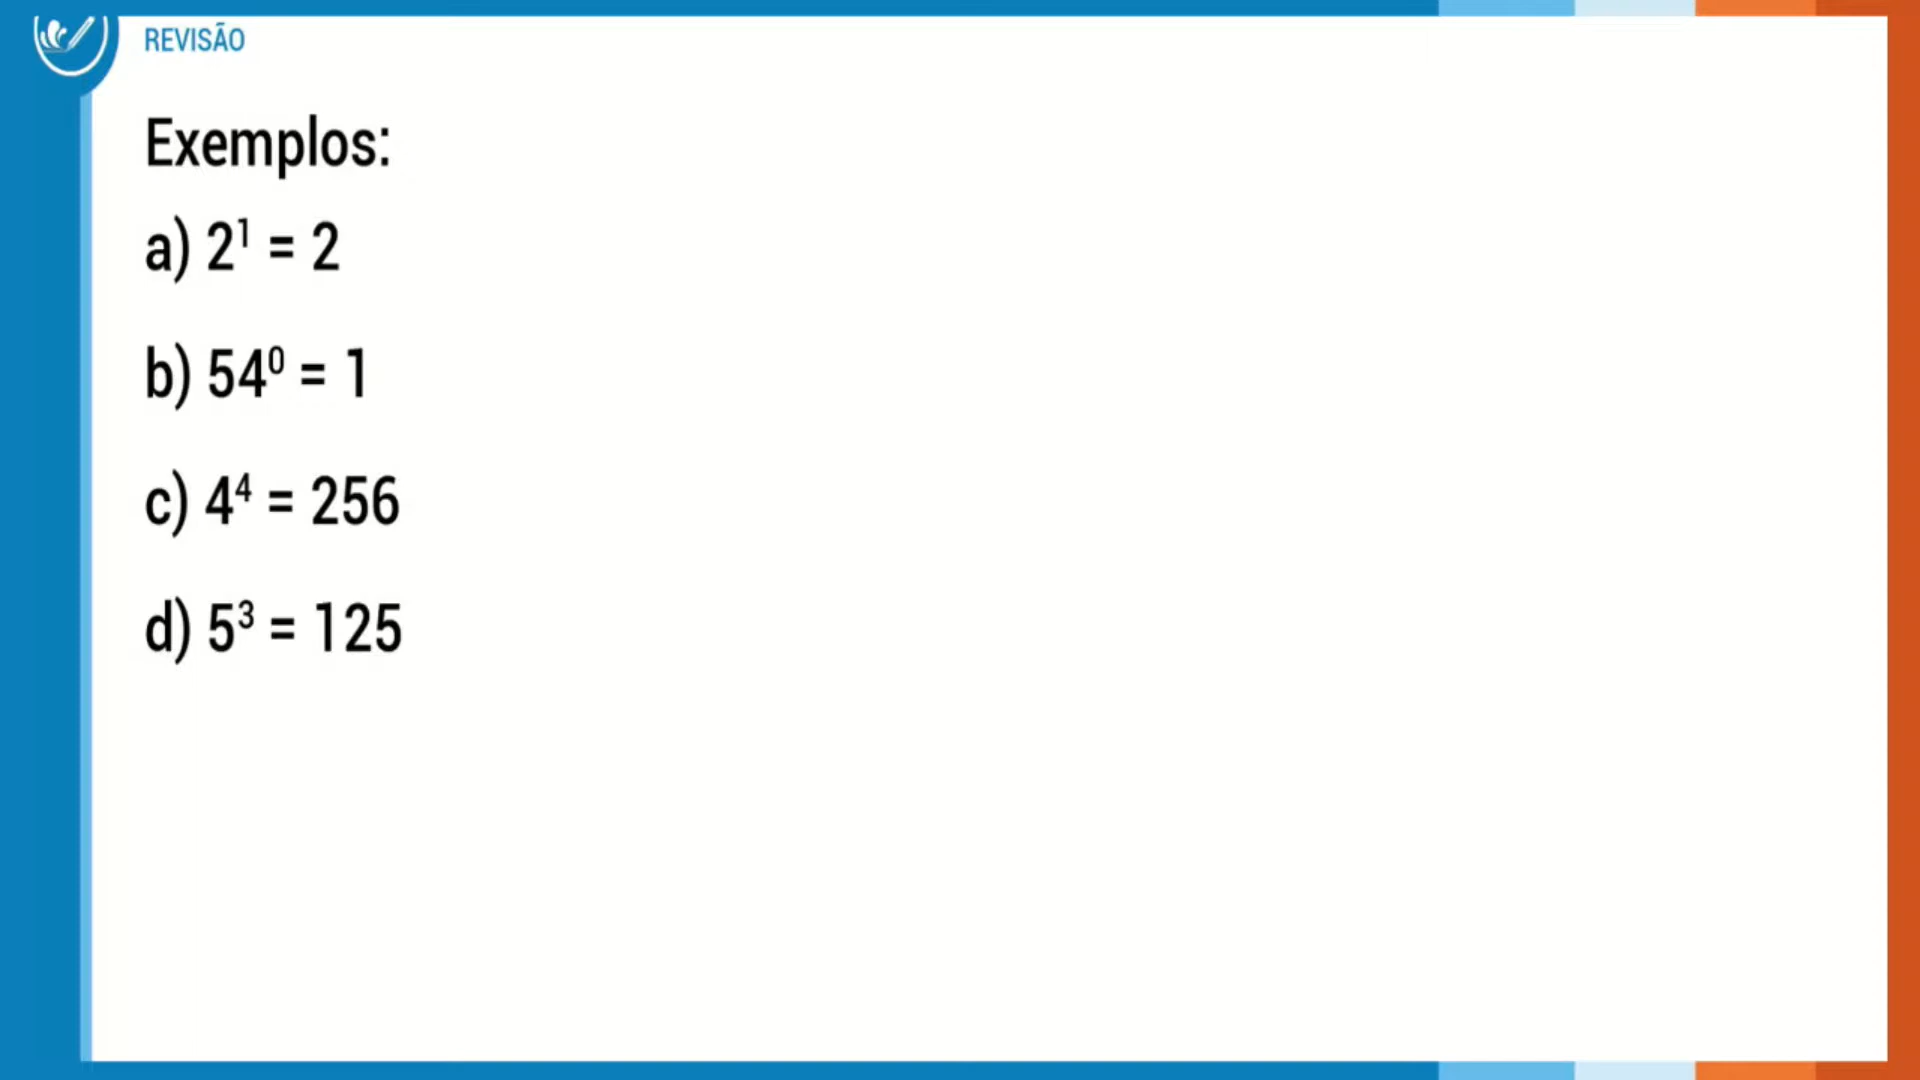 REVISÃO
Exemplos:
a) 2¹ = 2
b) 54⁰ = 1
c) 4⁴ = 256
d) 5³ = 125